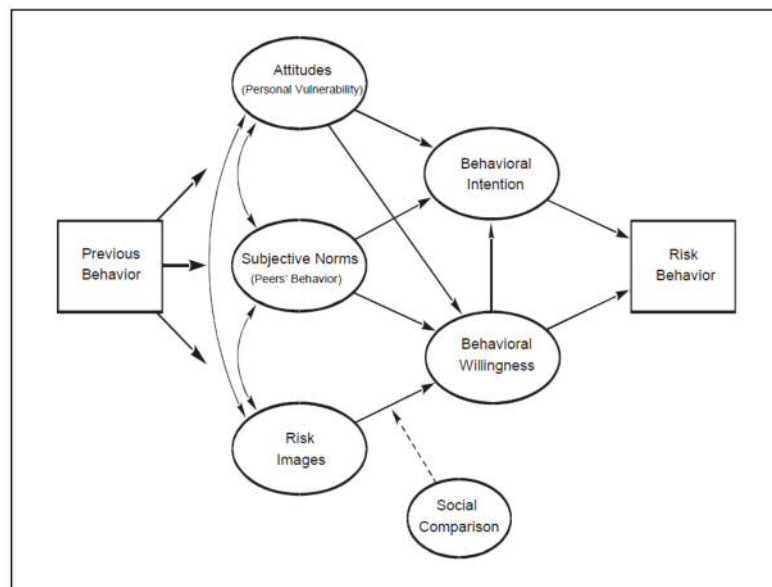 Attitudes
(Personal Vulnerability)
Behavioral
Intention
Previous
Behavior
Subjective Norms
(Peers' Behavior)
Risk
Behavior
Behavioral
Willingness
Risk
Images
Social
Comparison